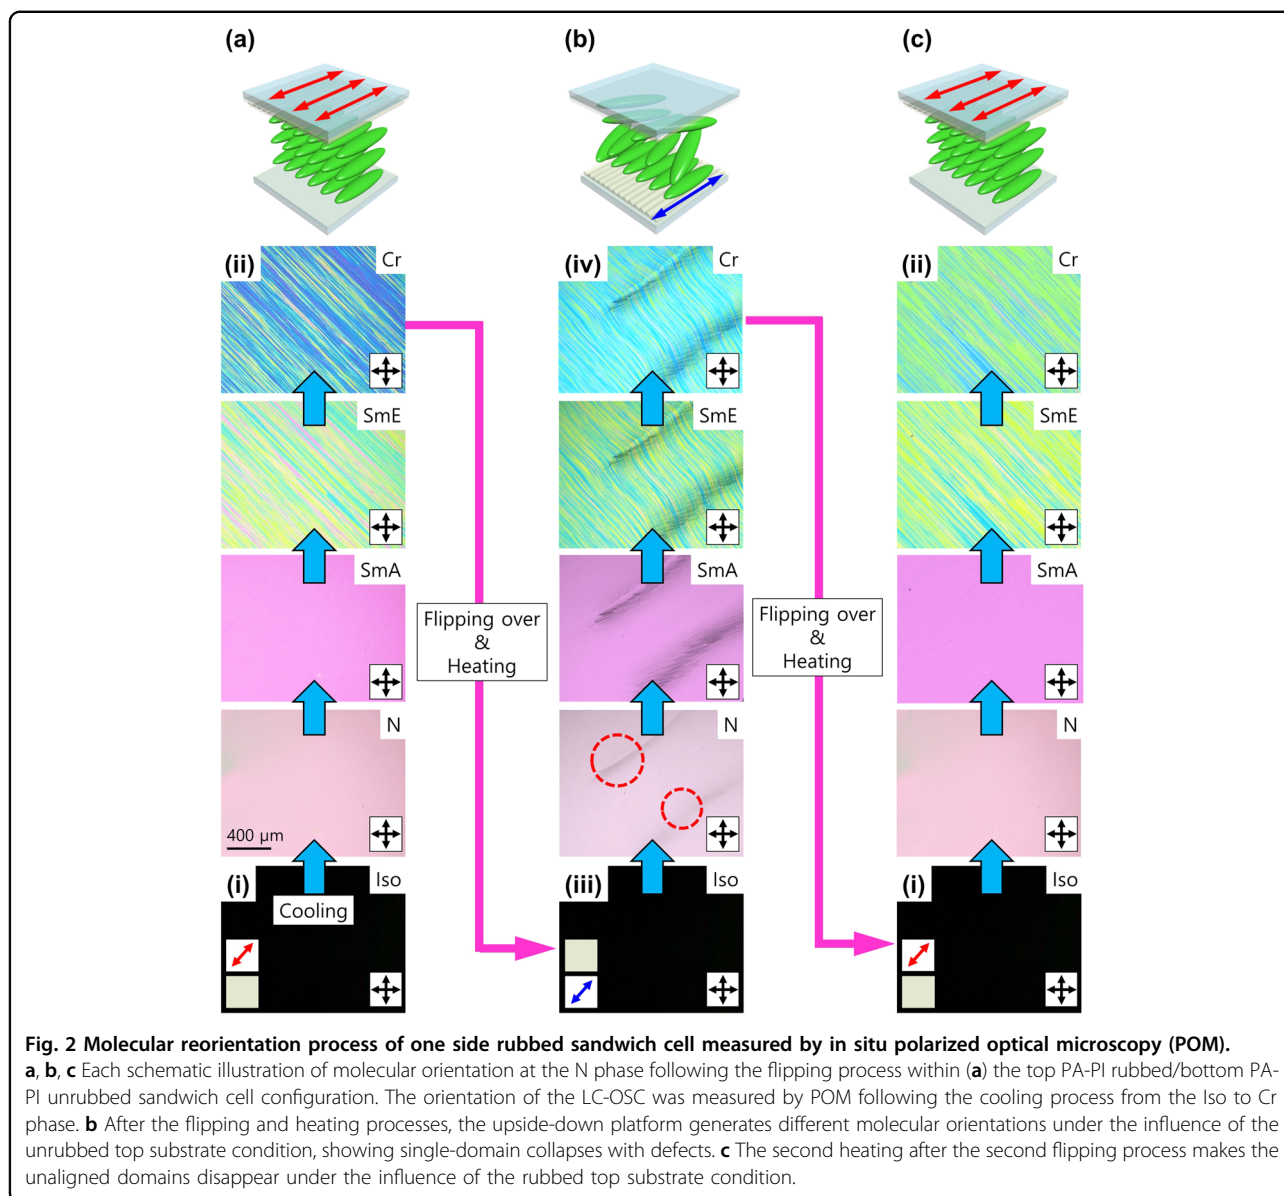 (a)
(b)
(c)
(ii)
Cr
(iv)
Cr
(ii)
Cr
SmE
SmE
SmE
SmA
SmA
SmA
Flipping over
&
Heating
Flipping over
&
Heating
N
N
N
400 µm
(i)
Iso
Cooling
(iii)
Iso
(i)
Iso
Fig. 2 Molecular reorientation process of one side rubbed sandwich cell measured by in situ polarized optical microscopy (POM).
a, b, c Each schematic illustration of molecular orientation at the N phase following the flipping process within (a) the top PA-PI rubbed/bottom PA-
PI unrubbed sandwich cell configuration. The orientation of the LC-OSC was measured by POM following the cooling process from the Iso to Cr
phase. b After the flipping and heating processes, the upside-down platform generates different molecular orientations under the influence of the
unrubbed top substrate condition, showing single-domain collapses with defects. c The second heating after the second flipping process makes the
unaligned domains disappear under the influence of the rubbed top substrate condition.